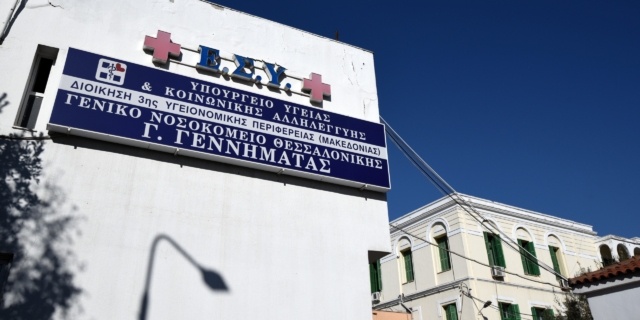 Ε.Σ.Υ.
ΥΠΟΥΡΓΕΙΟ ΥΓΕΙΑΣ
& ΚΟΙΝΩΝΙΚΗΣ ΑΛΛΗΛΕΓΓΥΗΣ
ΔΙΟΙΚΗΣΗ 3ης ΥΓΕΙΟΝΟΜΙΚΗΣ ΠΕΡΙΦΕΡΕΙΑΣ (ΜΑΚΕΔΟΝΙΑΣ)
ΓΕΝΙΚΟ ΝΟΣΟΚΟΜΕΙΟ ΘΕΣΣΑΛΟΝΙΚΗΣ
Γ. ΓΕΝΝΗΜΑΤΑΣ